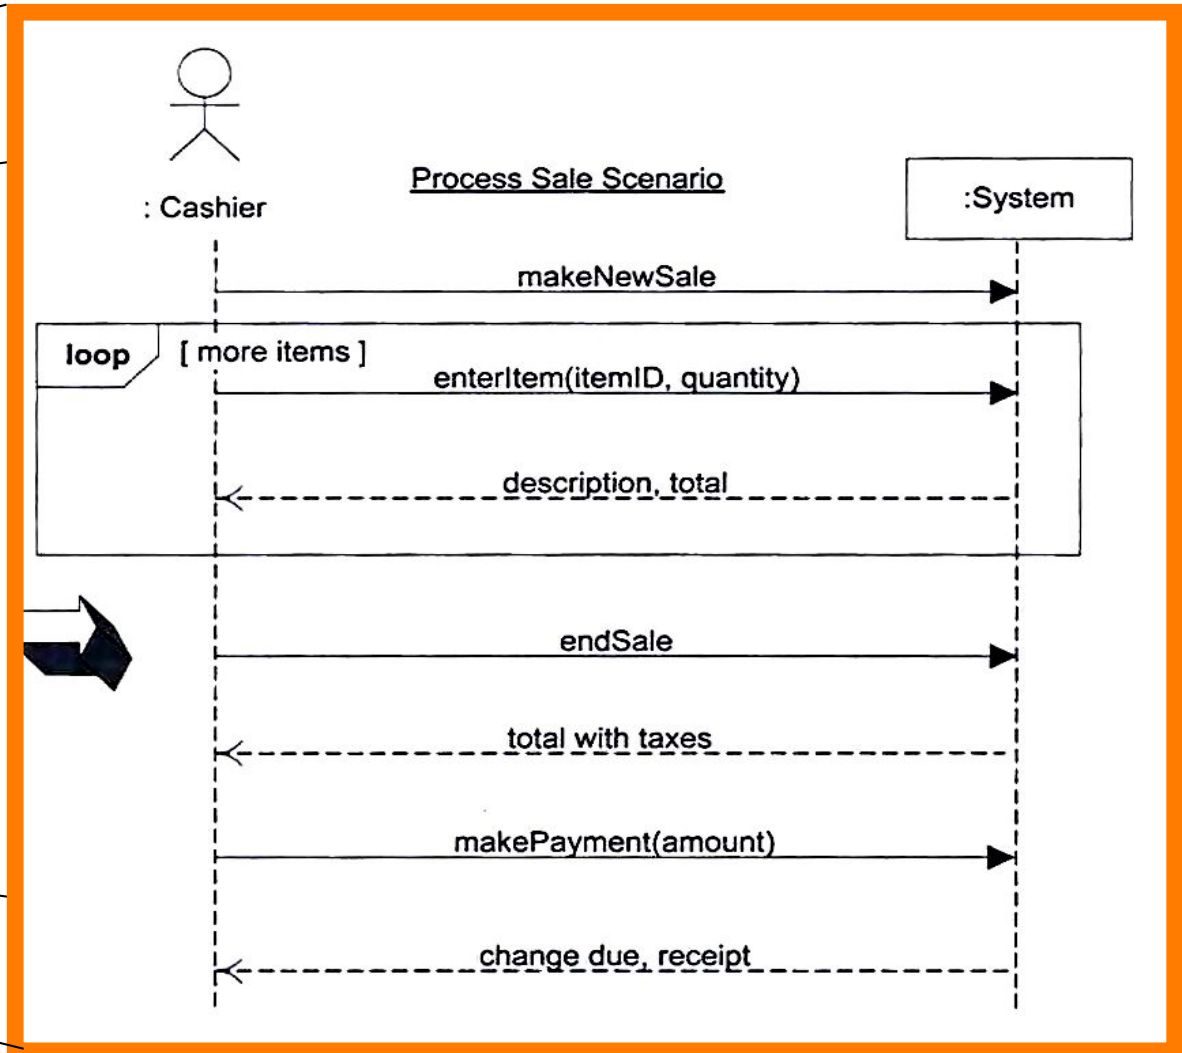 Process Sale Scenario
: Cashier
:System
makeNewSale
loop
[ more items ]
enterItem(itemID, quantity)
description, total
endSale
total with taxes
makePayment(amount)
change due, receipt